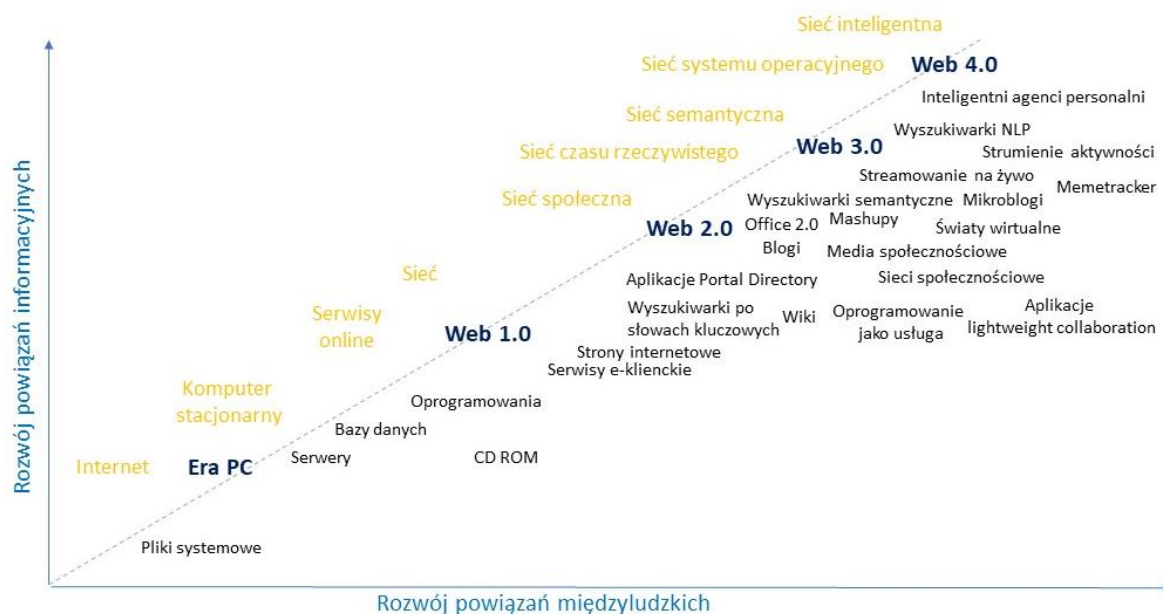 Sieć inteligentna
Sieć systemu operacyjnego
Web 4.0
Inteligentni agenci personalni
Sieć semantyczna
Wyszukiwarki NLP
Sieć czasu rzeczywistego
Web 3.0
Strumienie aktywności
Streamowanie na żywo
Memetracker
Sieć społeczna
Wyszukiwarki semantyczne
Mikroblogi
Web 2.0
Office 2.0
Mashupy
Światy wirtualne
Blogi
Media społecznościowe
Sieć
Aplikacje Portal Directory
Sieci społecznościowe
Serwisy
online
Wyszukiwarki po
słowach kluczowych
Wiki
Oprogramowanie
jako usługa
Aplikacje
lightweight collaboration
Web 1.0
Strony internetowe
Serwisy e-klienckie
Komputer
stacjonarny
Oprogramowania
Bazy danych
Internet
Era PC
Serwery
CD ROM
Pliki systemowe
Rozwój powiązań informacyjnych
Rozwój powiązań międzyludzkich